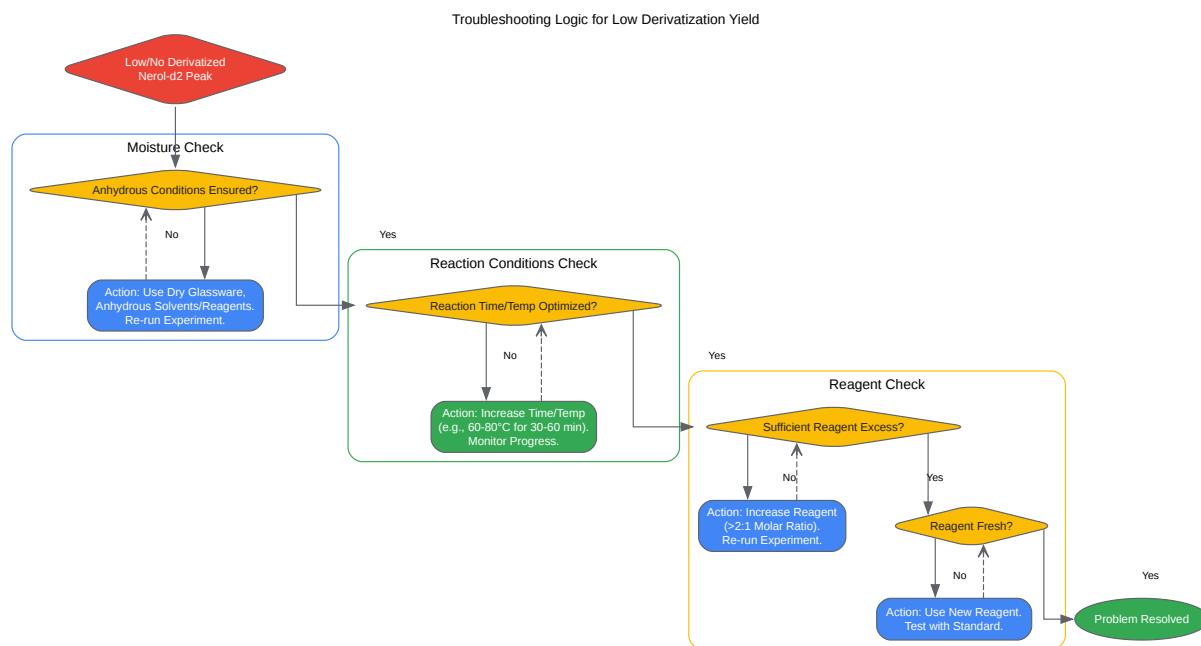 Troubleshooting Logic for Low Derivatization Yield
Low/No Derivatized
Nerol-d2 Peak
Moisture Check
Anhydrous Conditions Ensured?
No
Yes
Action: Use Dry Glassware,
Anhydrous Solvents/Reagents.
Re-run Experiment.
Reaction Conditions Check
Reaction Time/Temp Optimized?
No
Yes
Action: Increase Time/Temp
(e.g., 60-80°C for 30-60 min).
Monitor Progress.
Reagent Check
Sufficient Reagent Excess?
No
Yes
Action: Increase Reagent
(>2:1 Molar Ratio).
Re-run Experiment.
Reagent Fresh?
No
Yes
Action: Use New Reagent.
Test with Standard.
Problem Resolved